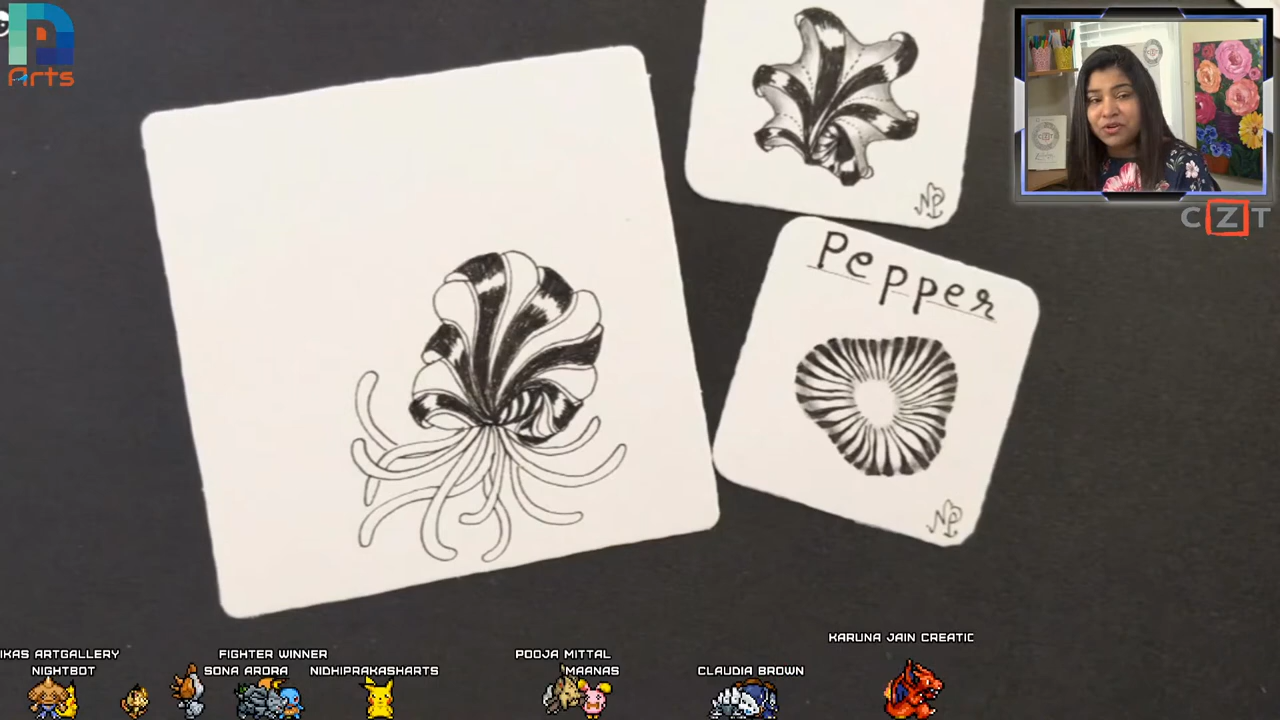 Arts
CZT
Pepper
NP
NP
IKAS ARTGALLERY
NIGHTBOT
FIGHTER WINNER
SONA ARORA
NIDHIPRAKASHARTS
POOJA MITTAL
MAANAS
CLAUDIA BROWN
KARUNA JAIN CREATIC